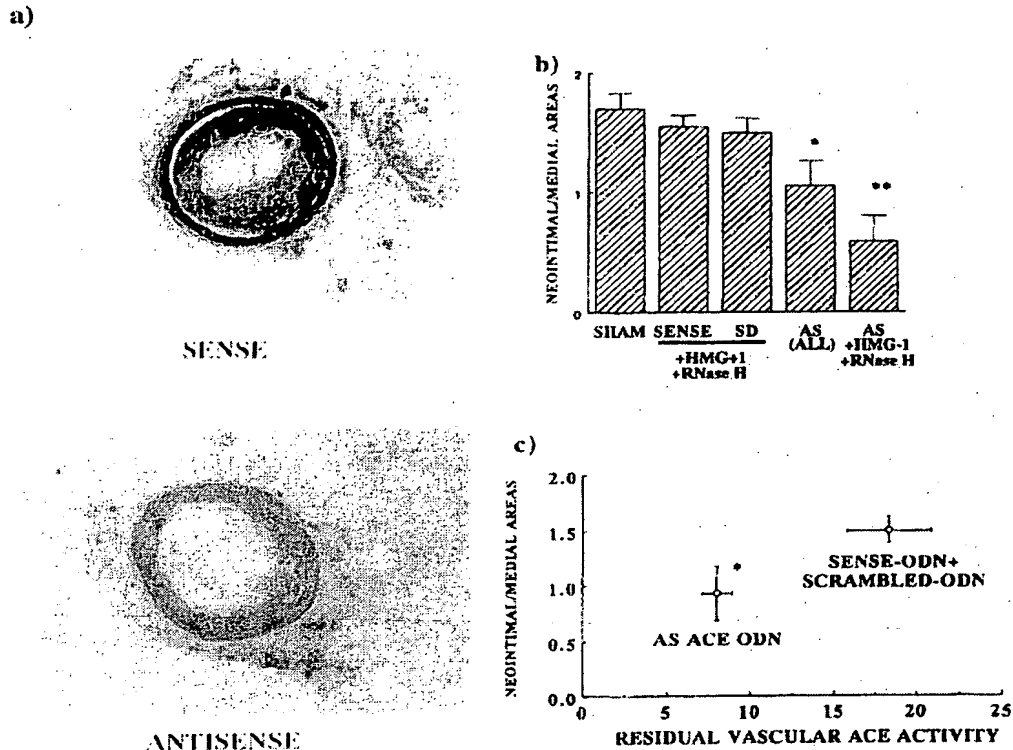 a)
SENSE
ANTISENSE
b)
NEOINTIMAL/MEDIAL AREAS
2
1
0
*
**
SHAM
SENSE
SD
AS
(ALL)
AS
+HMG-1
+RNase H
+HMG+1
+RNase H
c)
NEOINTIMAL/MEDIAL AREAS
2.0
1.5
1.0
0.5
0.0
*
SENSE-ODN+
SCRAMBLED-ODN
AS ACE ODN
0 5 10 15 20 25
RESIDUAL VASCULAR ACE ACTIVITY